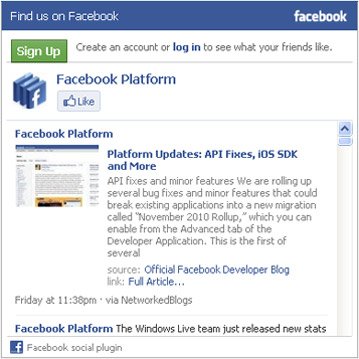 Find us on Facebook
facebook
Sign Up
Create an account or log in to see what your friends like.
Facebook Platform
Like
Facebook Platform
Platform Updates: API Fixes, iOS SDK
and More
API fixes and minor features We are rolling up
several bug fixes and minor features that could
break existing applications into a new migration
called "November 2010 Rollup," which you can
enable from the Advanced tab of the
Developer Application. This is the first of
several
source: Official Facebook Developer Blog
link: Full Article...
Friday at 11:38pm · via NetworkedBlogs
Facebook Platform The Windows Live team just released new stats
Facebook social plugin